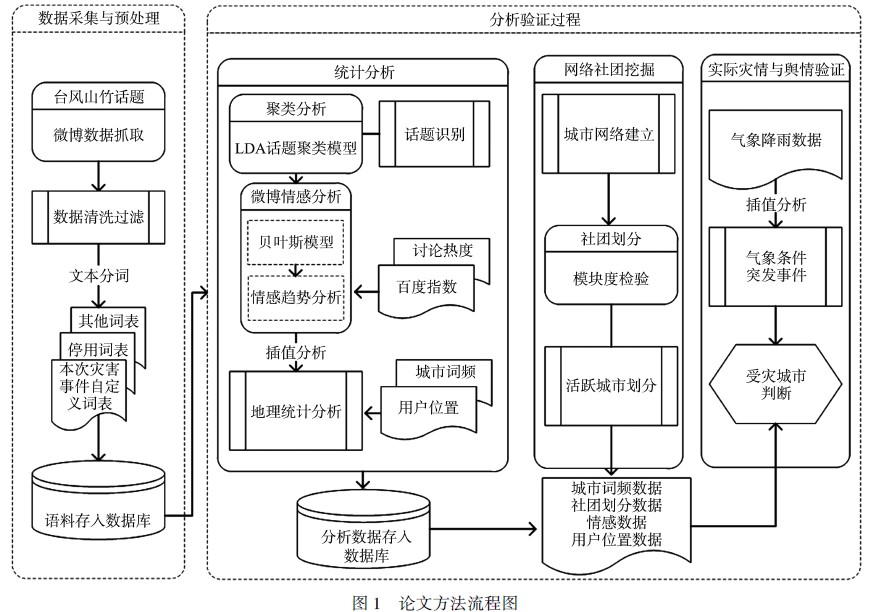 数据采集与预处理
台风山竹话题
微博数据抓取
数据清洗过滤
文本分词
其他词表
停用词表
本次灾害
事件自定
义词表
语料存入数据库
分析验证过程
统计分析
聚类分析
LDA话题聚类模型
话题识别
微博情感分析
贝叶斯模型
情感趋势分析
讨论热度
百度指数
插值分析
地理统计分析
城市词频
用户位置
分析数据存入
数据库
网络社团挖掘
城市网络建立
社团划分
模块度检验
活跃城市划分
城市词频数据
社团划分数据
情感数据
用户位置数据
实际灾情与舆情验证
气象降雨数据
插值分析
气象条件
突发事件
受灾城市
判断
图1 论文方法流程图